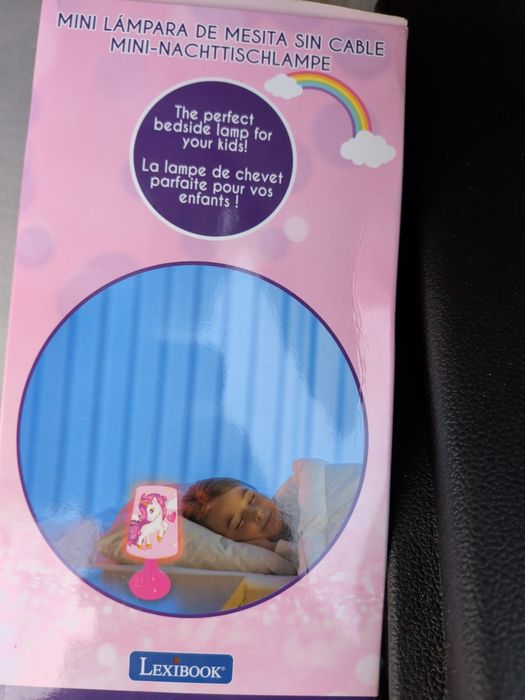 MINI LÁMPARA DE MESITA SIN CABLE
MINI-NACHTTISCHLAMPE
The perfect
bedside lamp for
your kids!
La lampe de chevet
parfaite pour vos
enfants !
LEXIBOOK®